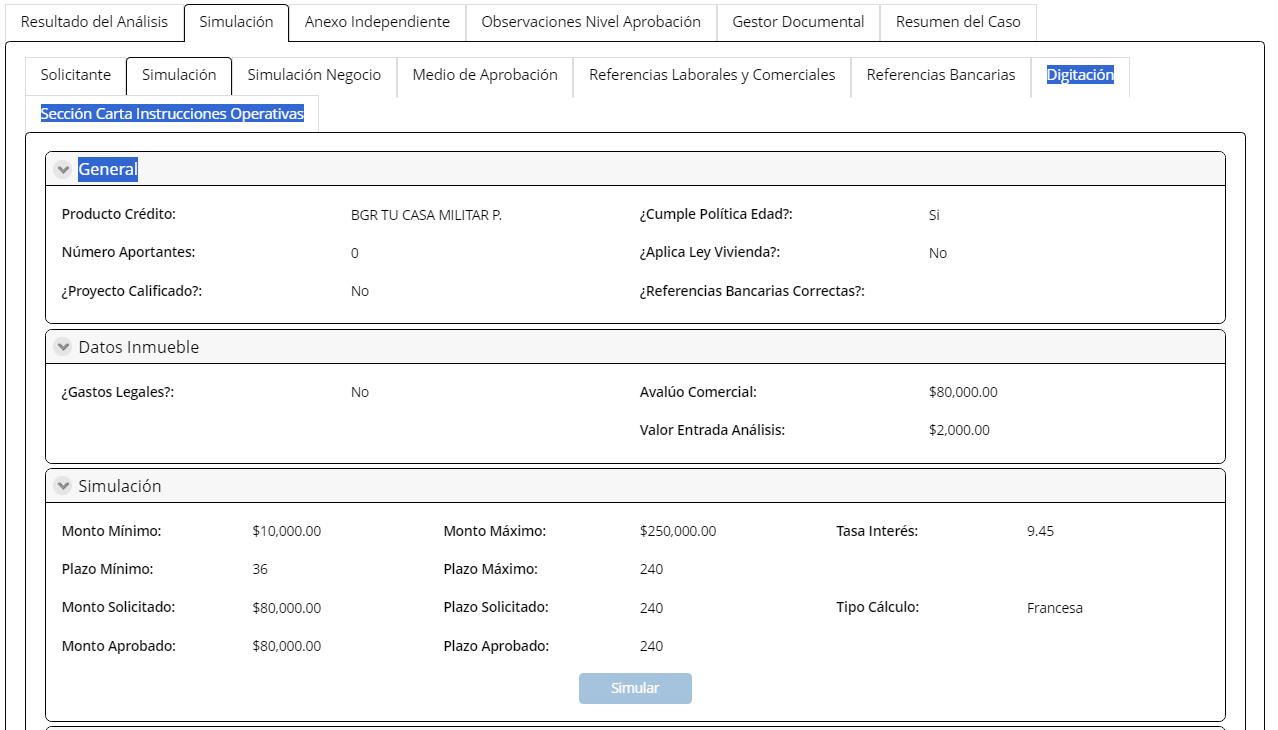 Resultado del Análisis Simulación Anexo Independiente Observaciones Nivel Aprobación Gestor Documental Resumen del Caso
Solicitante Simulación Simulación Negocio Medio de Aprobación Referencias Laborales y Comerciales Referencias Bancarias Digitación
Sección Carta Instrucciones Operativas
General
Producto Crédito: BGR TU CASA MILITAR P. ¿Cumple Política Edad?: Si
Número Aportantes: 0 ¿Aplica Ley Vivienda?: No
¿Proyecto Calificado?: No ¿Referencias Bancarias Correctas?:
Datos Inmueble
¿Gastos Legales?: No Avalúo Comercial: $80,000.00
Valor Entrada Análisis: $2,000.00
Simulación
Monto Mínimo: $10,000.00 Monto Máximo: $250,000.00 Tasa Interés: 9.45
Plazo Mínimo: 36 Plazo Máximo: 240
Monto Solicitado: $80,000.00 Plazo Solicitado: 240 Tipo Cálculo: Francesa
Monto Aprobado: $80,000.00 Plazo Aprobado: 240
Simular